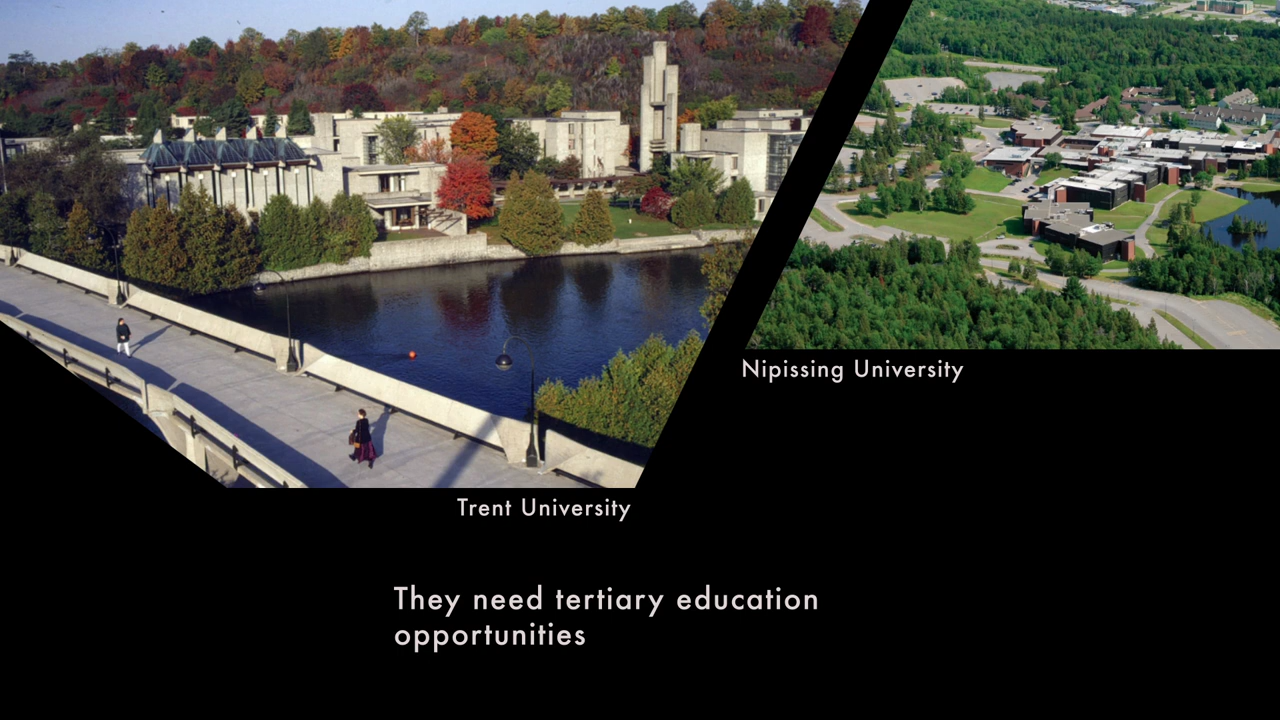 Nipissing University
Trent University
They need tertiary education
opportunities